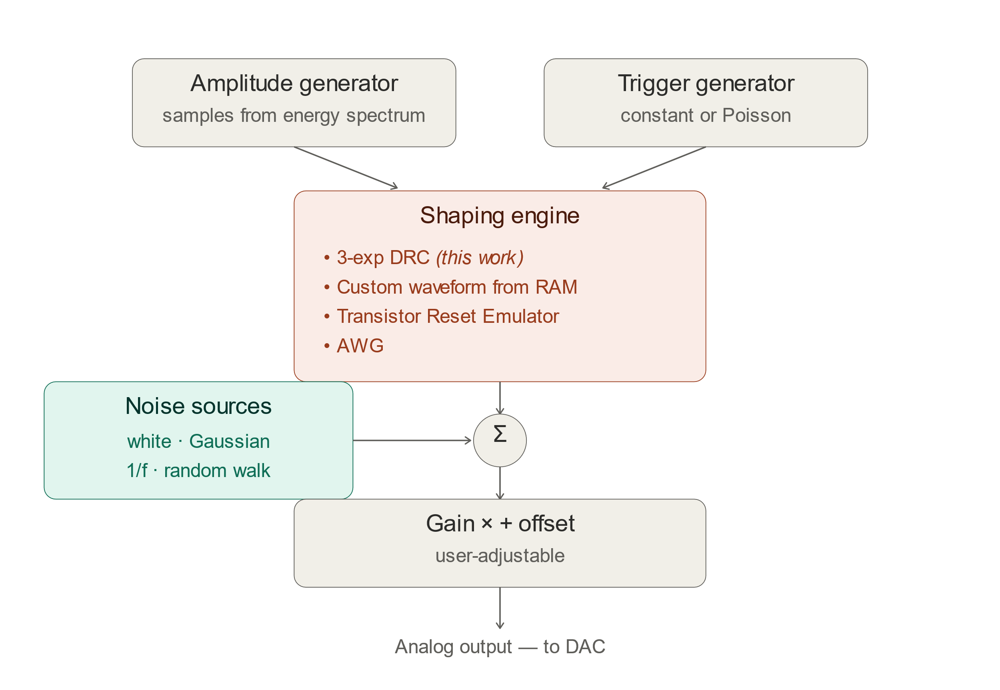 Amplitude generator
samples from energy spectrum
Trigger generator
constant or Poisson
Shaping engine
• 3-exp DRC (this work)
• Custom waveform from RAM
• Transistor Reset Emulator
• AWG
Noise sources
white · Gaussian
1/f · random walk
Σ
Gain × + offset
user-adjustable
Analog output — to DAC